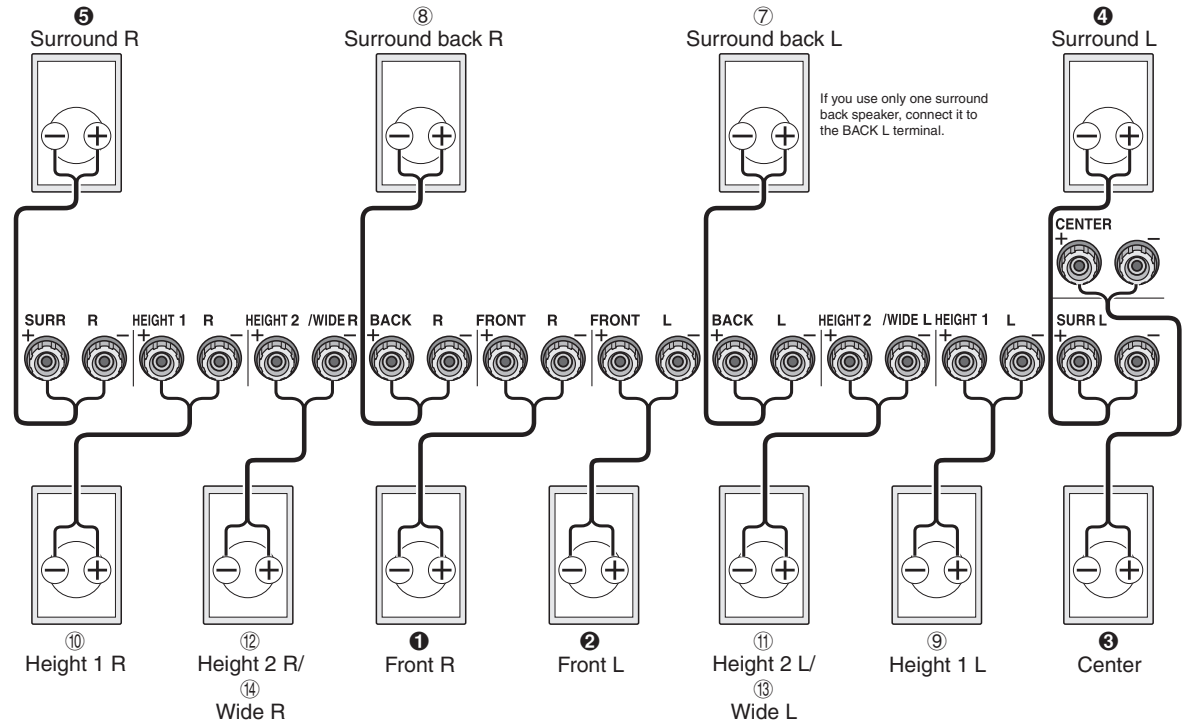 ❺
Surround R
⑧
Surround back R
⑦
Surround back L
❹
Surround L
If you use only one surround
back speaker, connect it to
the BACK L terminal.
CENTER
+ −
SURR R HEIGHT 1 R HEIGHT 2 /WIDE R BACK R FRONT R FRONT L BACK L HEIGHT 2 /WIDE L HEIGHT 1 L SURR L
+ − + − + − + − + − + − + − + − + − + −
⑩
Height 1 R
⑫
Height 2 R/
⑭
Wide R
❶
Front R
❷
Front L
⑪
Height 2 L/
⑬
Wide L
⑨
Height 1 L
❸
Center